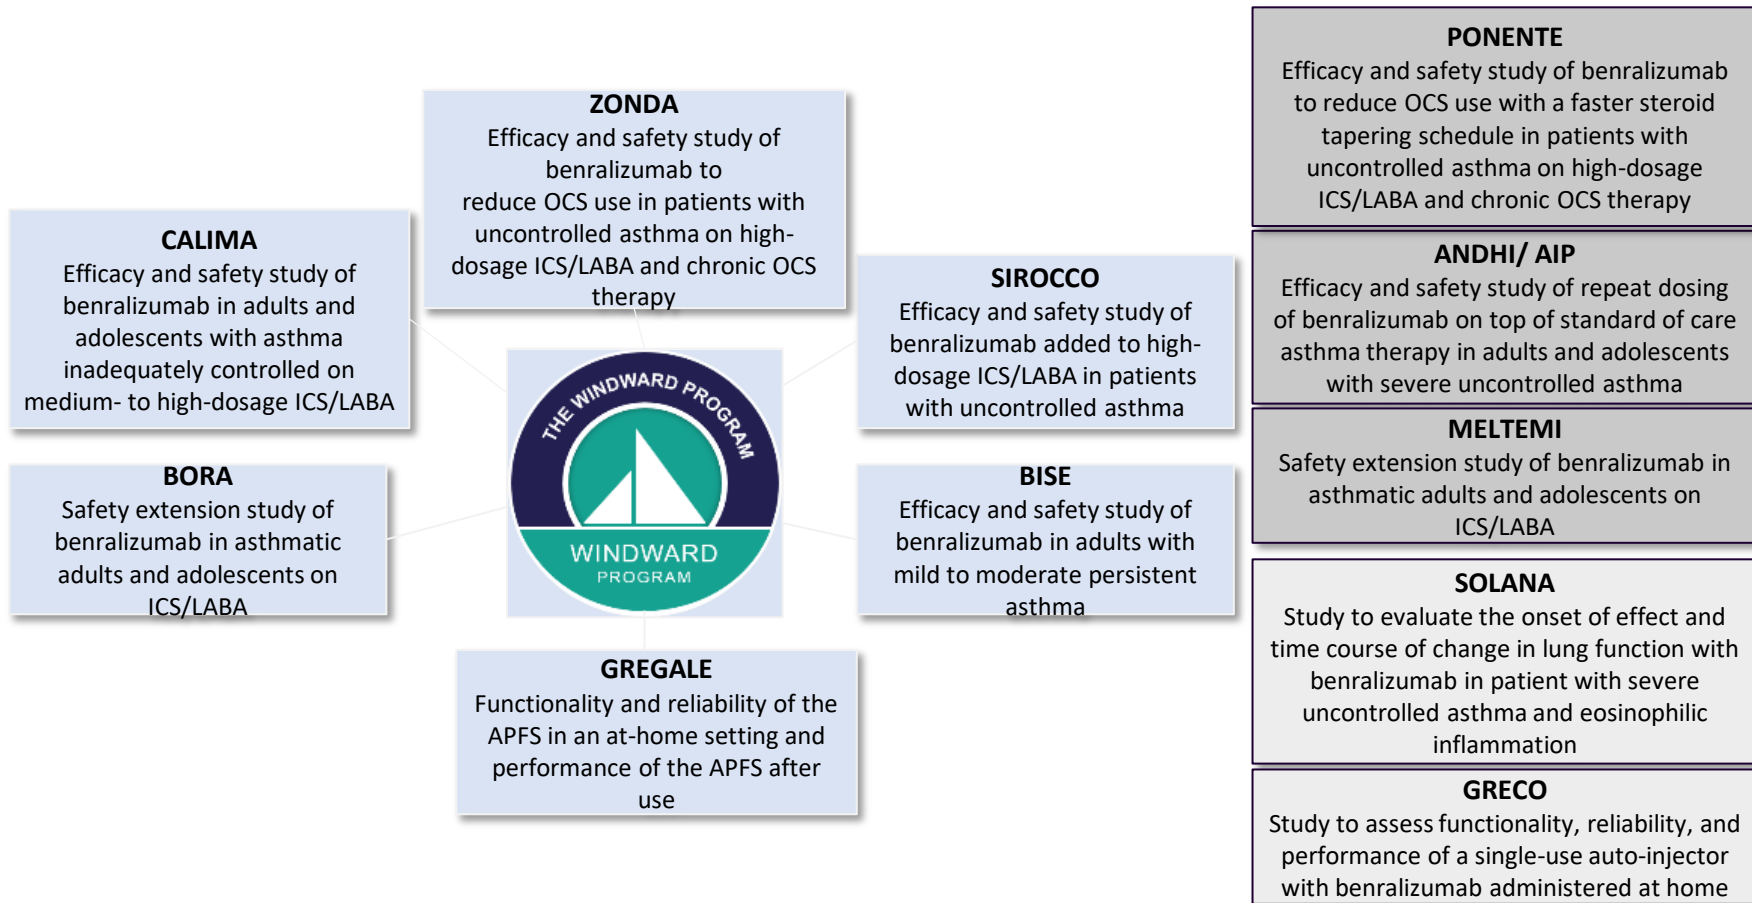 ZONDA
Efficacy and safety study of
benralizumab to
reduce OCS use in patients with
uncontrolled asthma on high-
dosage ICS/LABA and chronic OCS
therapy
CALIMA
Efficacy and safety study of
benralizumab in adults and
adolescents with asthma
inadequately controlled on
medium- to high-dosage ICS/LABA
SIROCCO
Efficacy and safety study of
benralizumab added to high-
dosage ICS/LABA in patients
with uncontrolled asthma
BORA
Safety extension study of
benralizumab in asthmatic
adults and adolescents on
ICS/LABA
THE WINDWARD PROGRAM
WINDWARD
PROGRAM
BISE
Efficacy and safety study of
benralizumab in adults with
mild to moderate persistent
asthma
GREGALE
Functionality and reliability of the
APFS in an at-home setting and
performance of the APFS after
use
PONENTE
Efficacy and safety study of benralizumab
to reduce OCS use with a faster steroid
tapering schedule in patients with
uncontrolled asthma on high-dosage
ICS/LABA and chronic OCS therapy
ANDHI/ AIP
Efficacy and safety study of repeat dosing
of benralizumab on top of standard of care
asthma therapy in adults and adolescents
with severe uncontrolled asthma
MELTEMI
Safety extension study of benralizumab in
asthmatic adults and adolescents on
ICS/LABA
SOLANA
Study to evaluate the onset of effect and
time course of change in lung function with
benralizumab in patient with severe
uncontrolled asthma and eosinophilic
inflammation
GRECO
Study to assess functionality, reliability, and
performance of a single-use auto-injector
with benralizumab administered at home